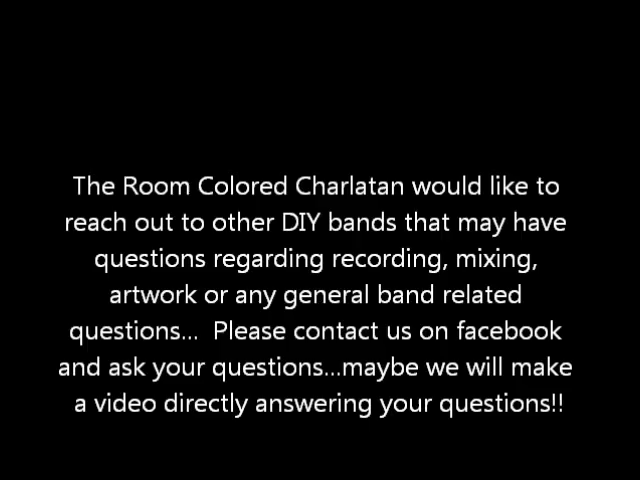 The Room Colored Charlatan would like to
reach out to other DIY bands that may have
questions regarding recording, mixing,
artwork or any general band related
questions...  Please contact us on facebook
and ask your questions...maybe we will make
a video directly answering your questions!!